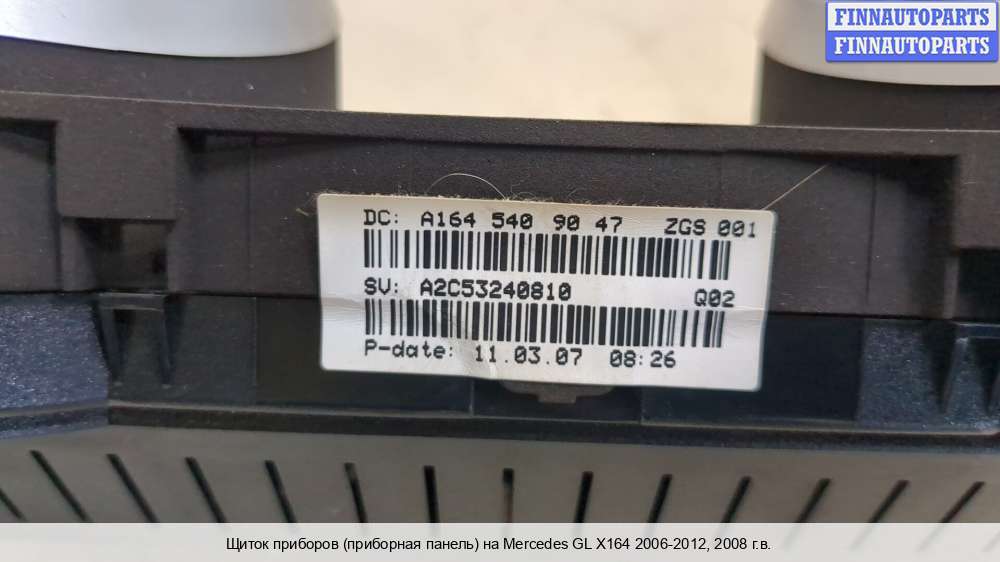 FINNAUTOPARTS
FINNAUTOPARTS
DC: A164 540 90 47 ZGS 001
SV: A2C53240810 Q02
P-date: 11.03.07 08:26
Щиток приборов (приборная панель) на Mercedes GL X164 2006-2012, 2008 г.в.